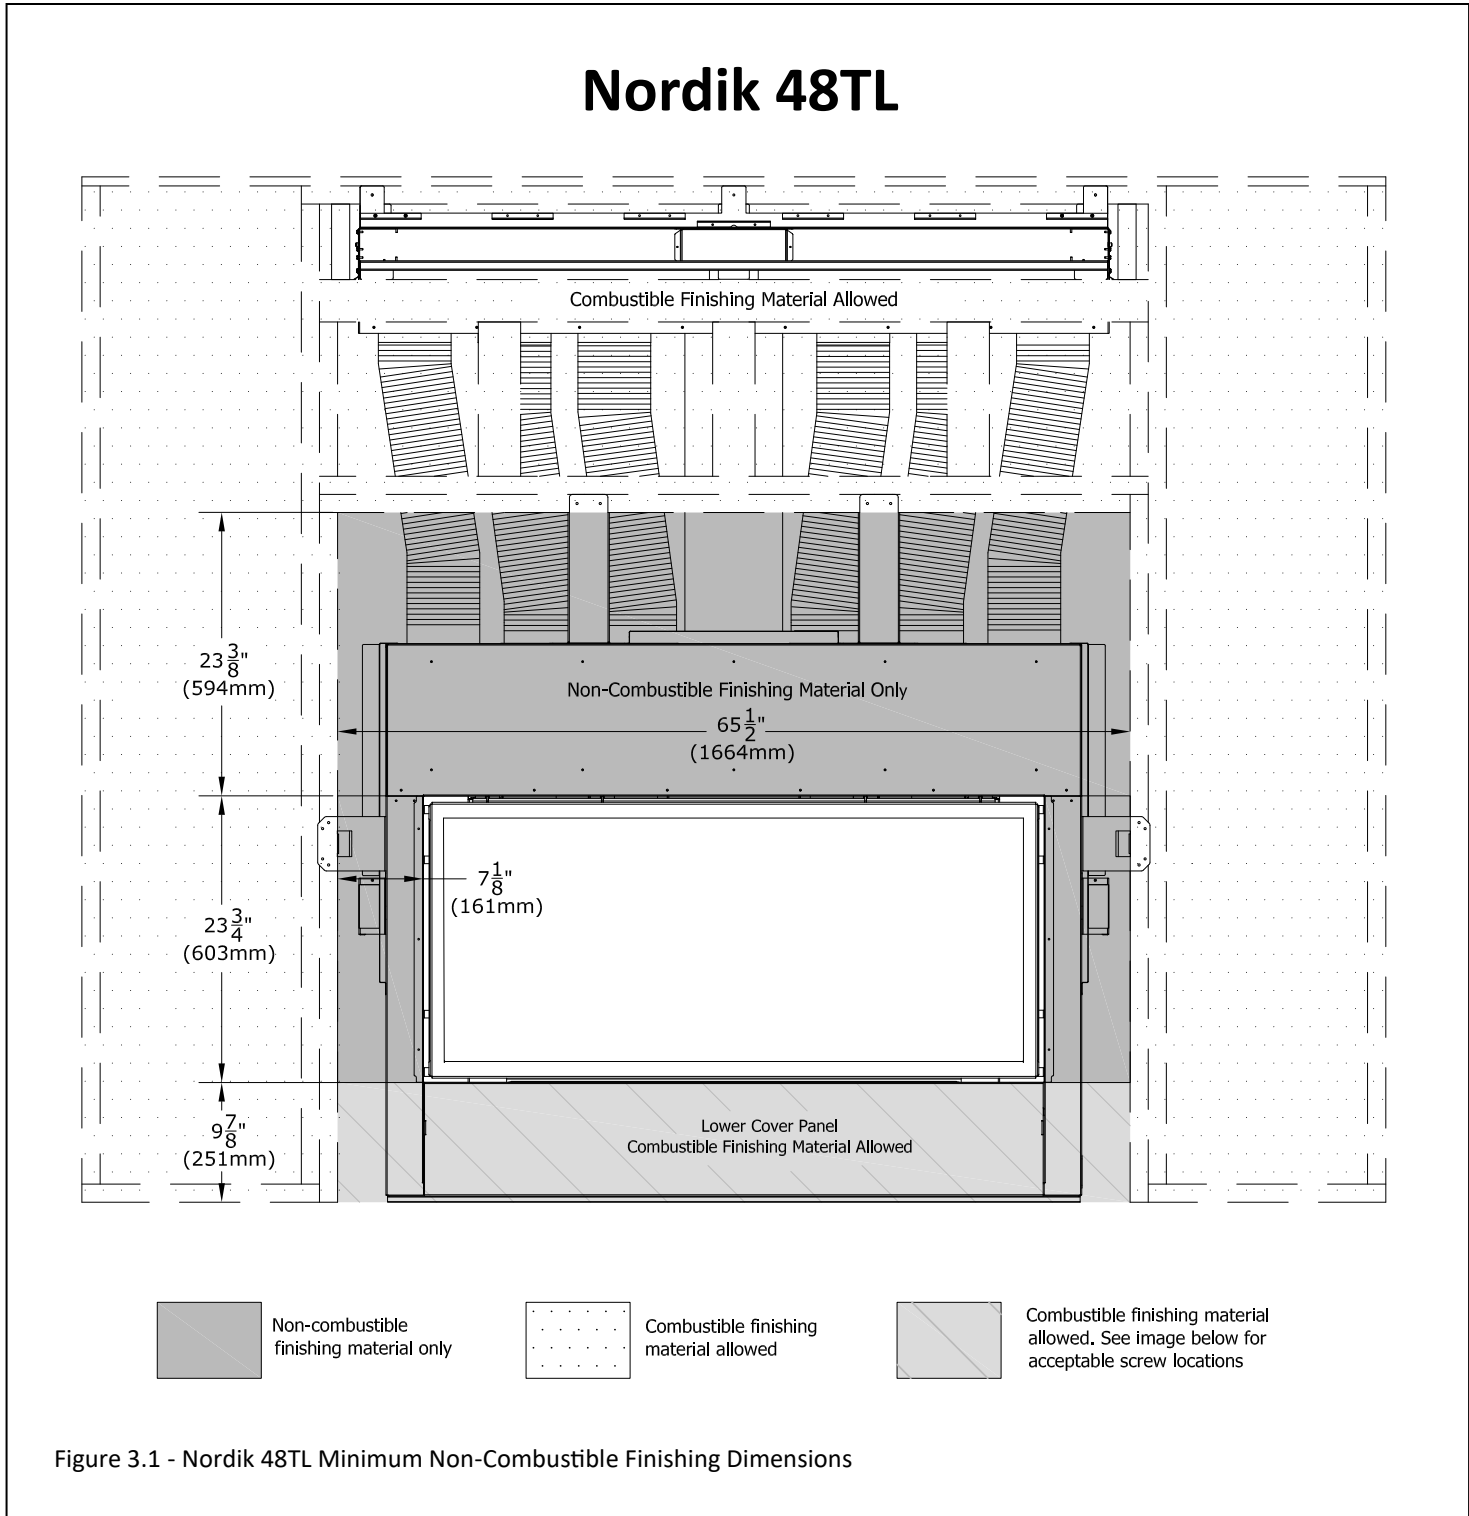 Nordik 48TL
Combustible Finishing Material Allowed
23 3/8"
(594mm)
Non-Combustible Finishing Material Only
65 1/2"
(1664mm)
7 1/8"
(161mm)
23 3/4"
(603mm)
9 7/8"
(251mm)
Lower Cover Panel
Combustible Finishing Material Allowed
Non-combustible
finishing material only
Combustible finishing
material allowed
Combustible finishing material
allowed. See image below for
acceptable screw locations
Figure 3.1 - Nordik 48TL Minimum Non-Combustible Finishing Dimensions